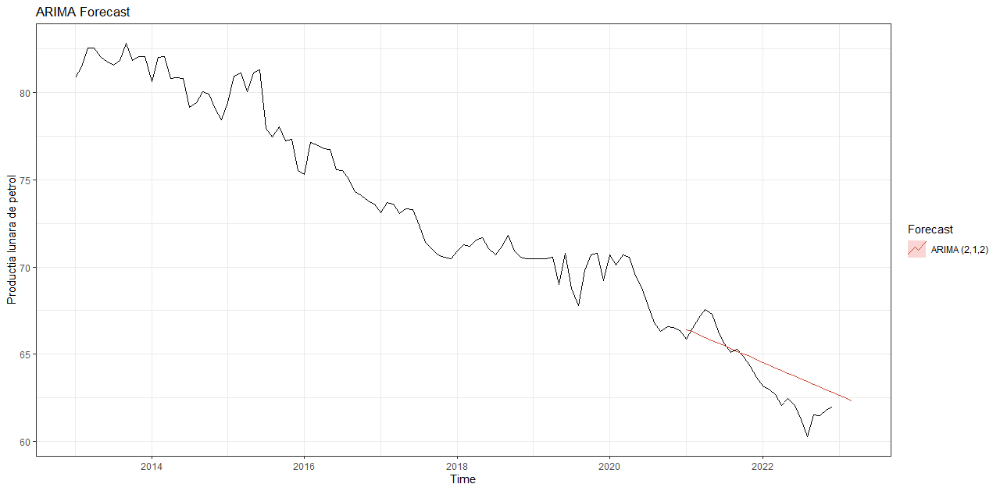 ARIMA Forecast
Productia lunara de petrol
80
75
70
65
60
2014
2016
2018
2020
2022
Time
Forecast
ARIMA (2,1,2)